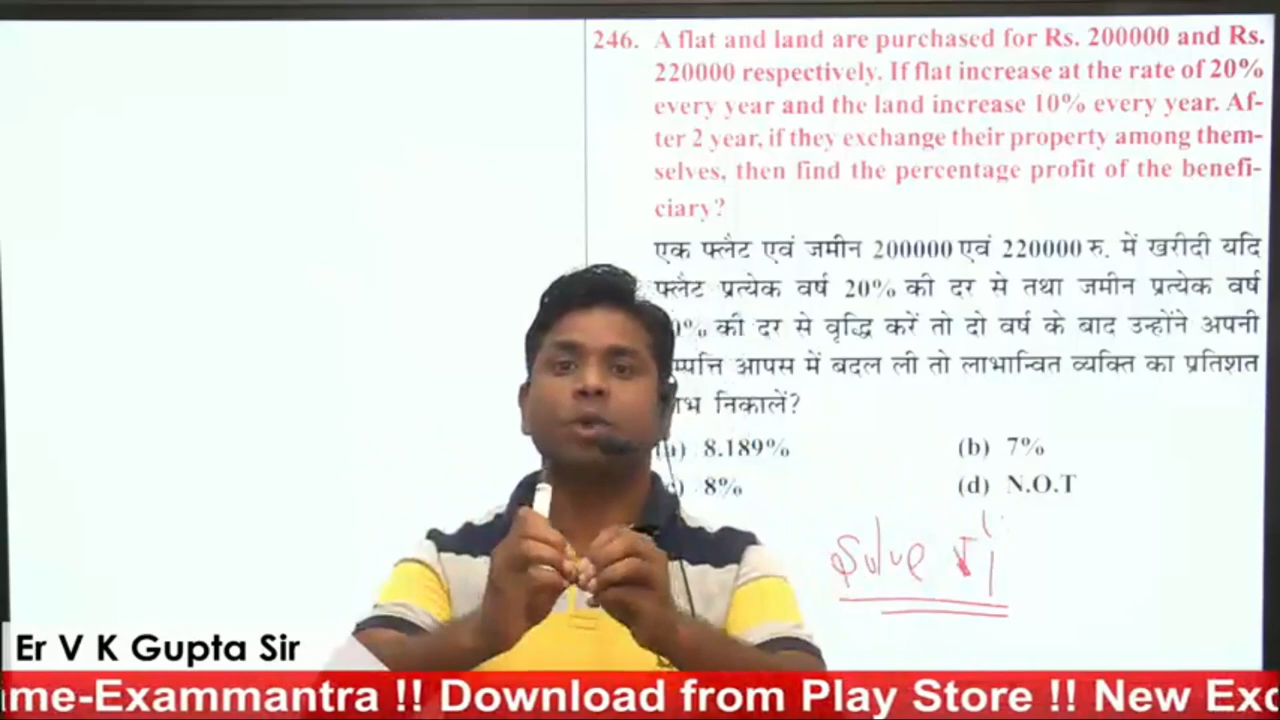 246. A flat and land are purchased for Rs. 200000 and Rs.
220000 respectively. If flat increase at the rate of 20%
every year and the land increase 10% every year. Af-
ter 2 year, if they exchange their property among them-
selves, then find the percentage profit of the benefi-
ciary?
एक फ्लैट एवं जमीन 200000 एवं 220000 रु. में खरीदी यदि
फ्लैट प्रत्येक वर्ष 20% की दर से तथा जमीन प्रत्येक वर्ष
0% की दर से वृद्धि करें तो दो वर्ष के बाद उन्होंने अपनी
म्पत्ति आपस में बदल ली तो लाभान्वित व्यक्ति का प्रतिशत
भ निकालें?
(a) 8.189% (b) 7%
) 8% (d) N.O.T
Solve
Er V K Gupta Sir
me-Exammantra !! Download from Play Store !! New Exc